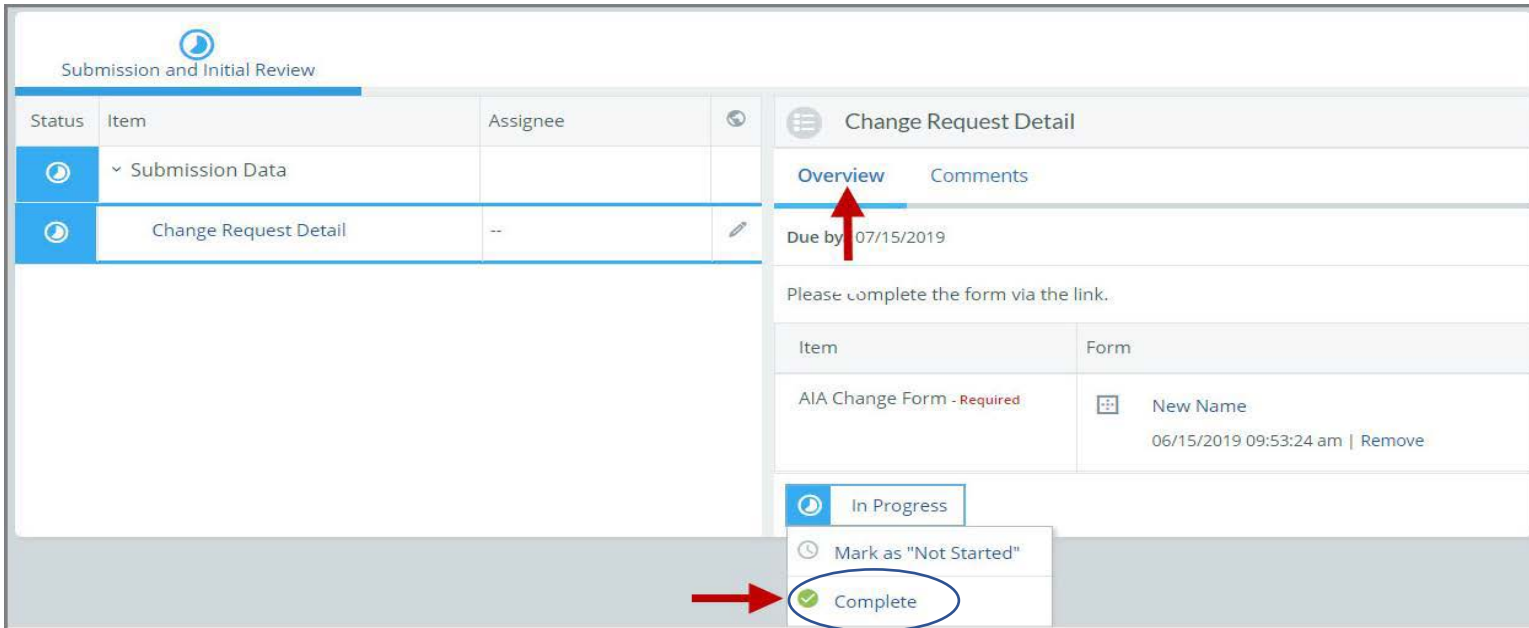 Submission and Initial Review
Status Item Assignee
Submission Data
Change Request Detail --
Change Request Detail
Overview Comments
Due by 07/15/2019
Please complete the form via the link.
Item Form
AIA Change Form - Required New Name
06/15/2019 09:53:24 am | Remove
In Progress
Mark as "Not Started"
Complete